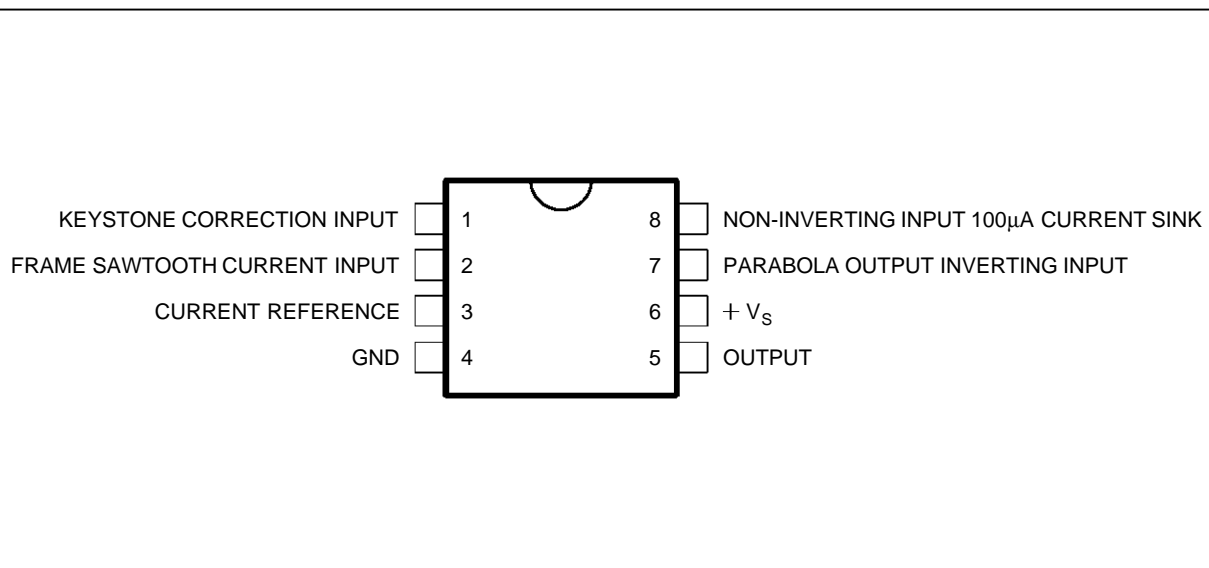 KEYSTONE CORRECTION INPUT 1 8 NON-INVERTING INPUT 100μA CURRENT SINK
FRAME SAWTOOTH CURRENT INPUT 2 7 PARABOLA OUTPUT INVERTING INPUT
CURRENT REFERENCE 3 6 + VS
GND 4 5 OUTPUT